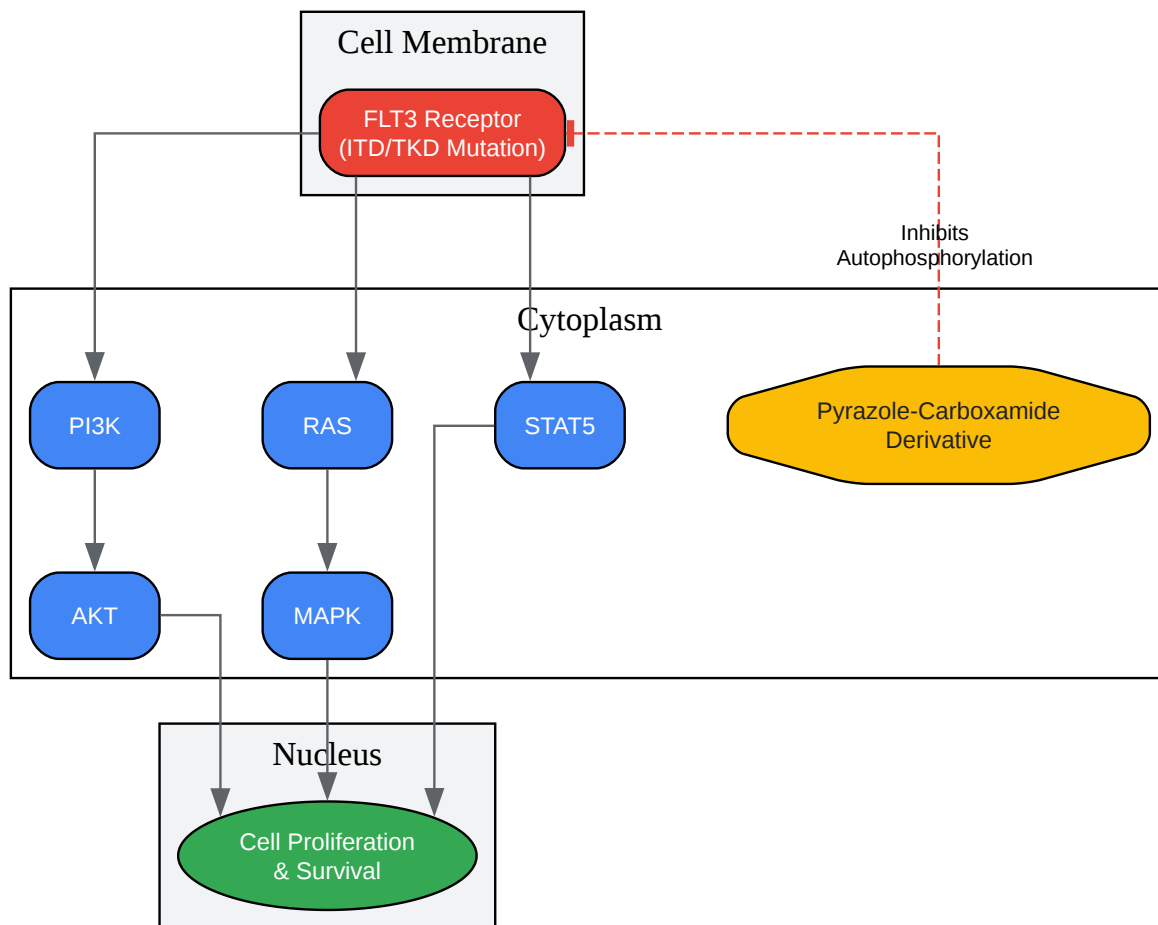 Cell Membrane
FLT3 Receptor
(ITD/TKD Mutation)
Inhibits
Autophosphorylation
Cytoplasm
PI3K
RAS
STAT5
Pyrazole-Carboxamide
Derivative
AKT
MAPK
Nucleus
Cell Proliferation
& Survival